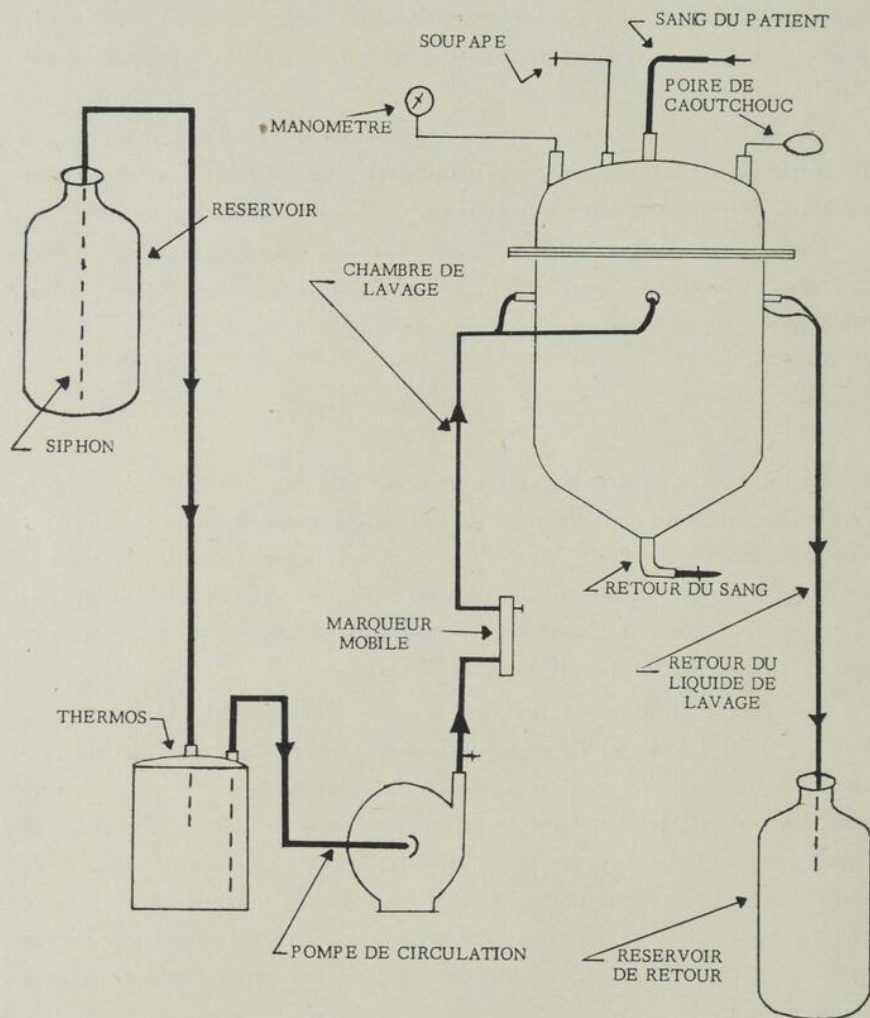 SANG DU PATIENT
SOUPAPE
POIRE DE
CAOUTCHOUC
MANOMETRE
RESERVOIR
CHAMBRE DE
LAVAGE
SIPHON
RETOUR DU SANG
MARQUEUR
MOBILE
RETOUR DU
LIQUIDE DE
LAVAGE
THERMOS
POMPE DE CIRCULATION
RESERVOIR
DE RETOUR